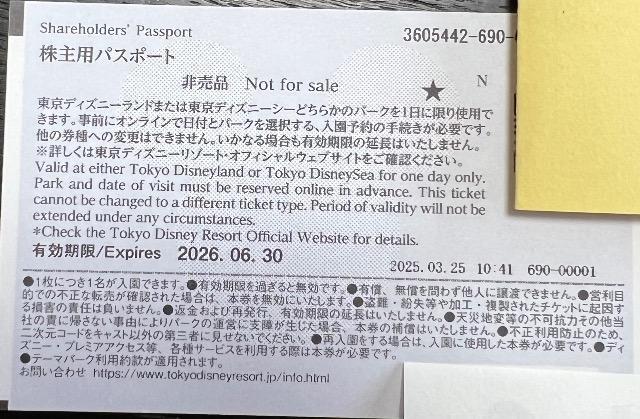 Shareholders' Passport
3605442-690-
株主用パスポート
非売品 Not for sale
★ N
東京ディズニーランドまたは東京ディズニーシーどちらかのパークを1日に限り使用で
きます。事前にオンラインで日付とパークを選択する、入園予約の手続きが必要です。
他の券種への変更はできません。いかなる場合も有効期限の延長はいたしません。
※詳しくは東京ディズニーリゾート・オフィシャルウェブサイトをご確認ください。
Valid at either Tokyo Disneyland or Tokyo DisneySea for one day only.
Park and date of visit must be reserved online in advance. This ticket
cannot be changed to a different ticket type. Period of validity will not be
extended under any circumstances.
*Check the Tokyo Disney Resort Official Website for details.
有効期限/Expires 2026. 06. 30
2025. 03. 25 10:41 690-00001
●1枚につき1名が入園できます。●有効期限を過ぎると無効です。●有償、無償を問わず他人に譲渡できません。●営利目
的での不正な転売が確認された場合は、本券を無効にいたします。●盗難・紛失等や加工・複製されたチケットに起因す
る損害の責任は負いません。●返金および再発行、有効期限の延長はいたしません。●天災地変等の不可抗力その他当
社の責に帰さない事由によりパークの運営に支障が生じた場合、本券の補償はいたしません。●不正利用防止のため、
二次元コードをキャスト以外の第三者に見せないでください。●再入園をする場合は、入園に使用した本券が必要です。●ディ
ズニー・プレミアアクセス等、各種サービスを利用する際は本券が必要です。
●テーマパーク利用約款が適用されます。
お問い合わせ https://www.tokyodisneyresort.jp/info.html